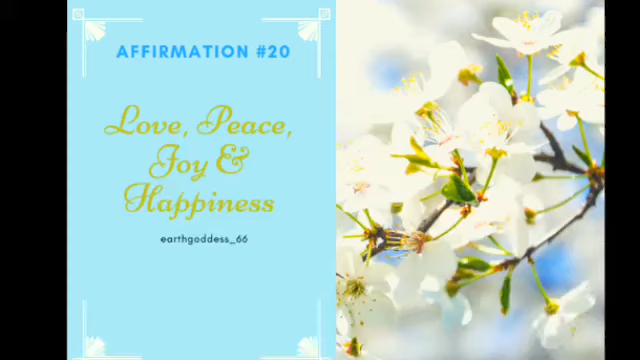 AFFIRMATION #20
Love, Peace,
Joy &
Happiness
earthgoddess_66